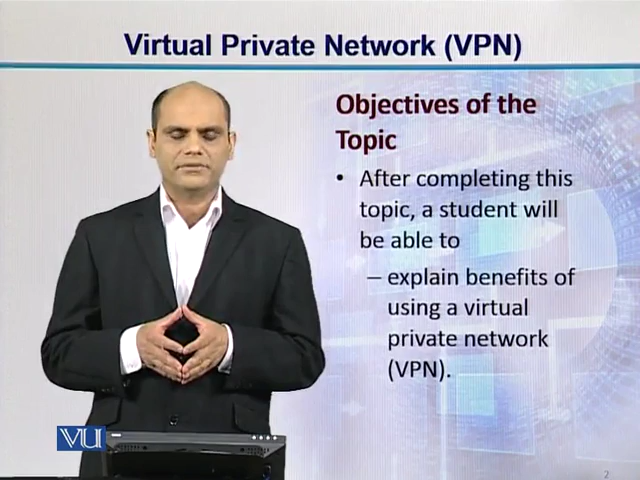 Virtual Private Network (VPN)
Objectives of the
Topic
• After completing this
topic, a student will
be able to
– explain benefits of
using a virtual
private network
(VPN).
VU
2